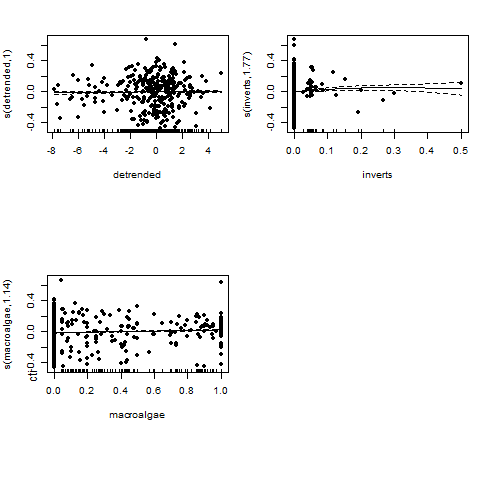 s(detrended,1)
-0.4 0.0 0.4
-8 -6 -4 -2 0 2 4
detrended
s(inverts,1.77)
-0.4 0.0 0.4
0.0 0.1 0.2 0.3 0.4 0.5
inverts
s(macroalgae,1.14)
-0.4 0.0 0.4
0.0 0.2 0.4 0.6 0.8 1.0
macroalgae